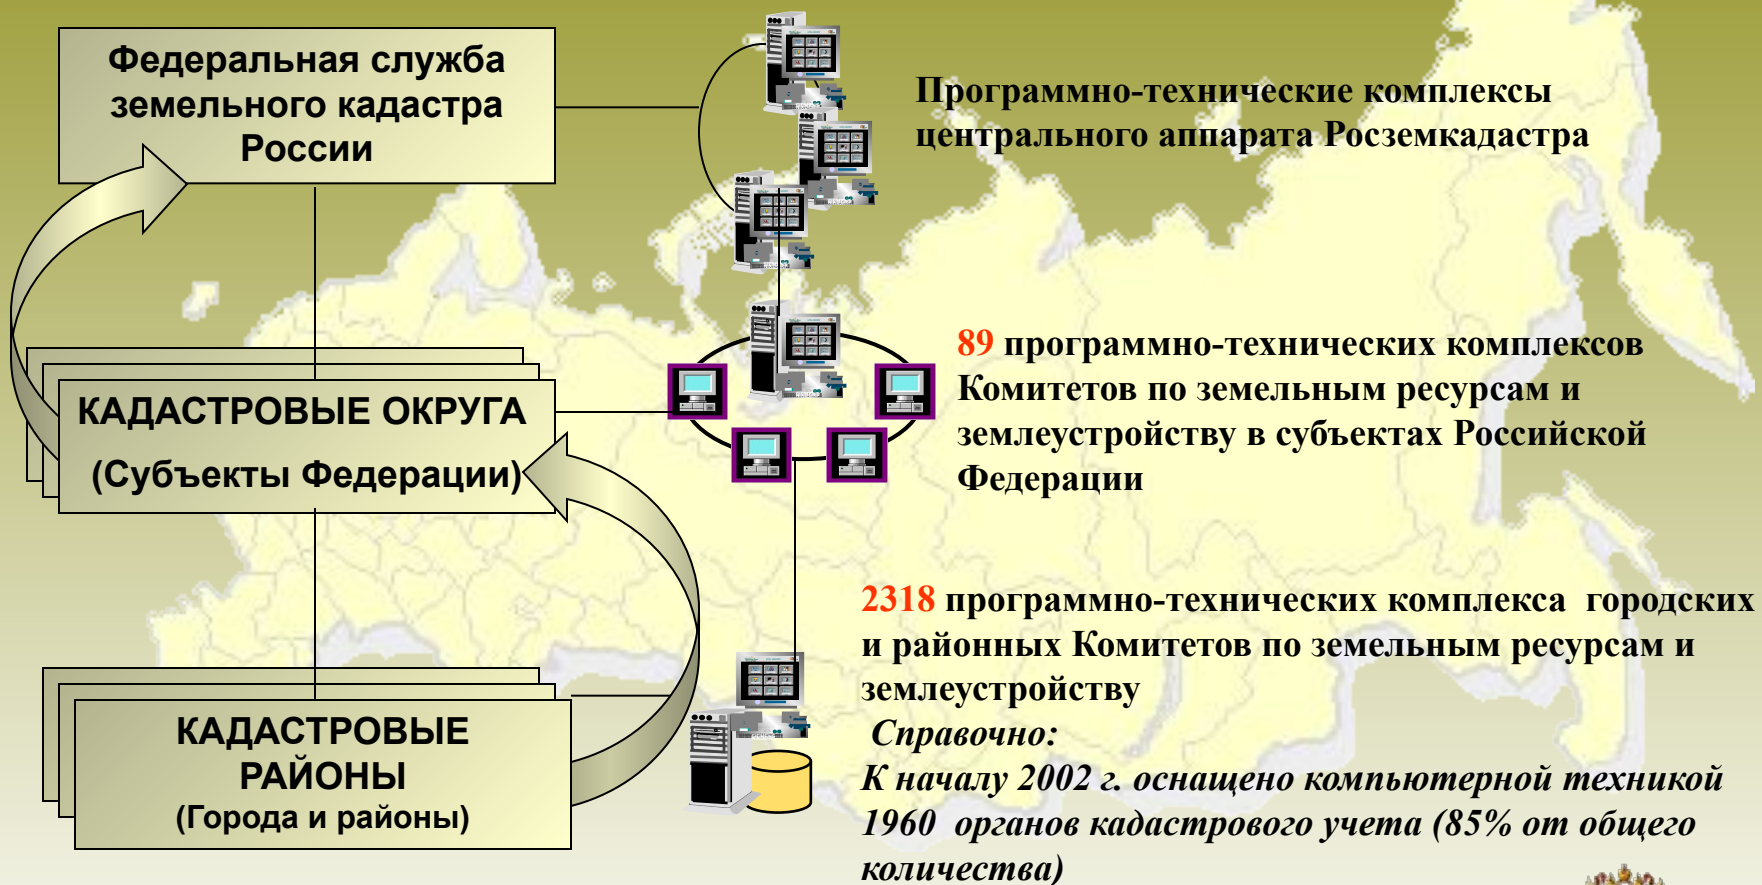 Федеральная служба
земельного кадастра
России
Программно-технические комплексы
центрального аппарата Росземкадастра
КАДАСТРОВЫЕ ОКРУГА
(Субъекты Федерации)
89 программно-технических комплексов
Комитетов по земельным ресурсам и
землеустройству в субъектах Российской
Федерации
КАДАСТРОВЫЕ
РАЙОНЫ
(Города и районы)
2318 программно-технических комплекса городских
и районных Комитетов по земельным ресурсам и
землеустройству
Справочно:
К началу 2002 г. оснащено компьютерной техникой
1960 органов кадастрового учета (85% от общего
количества)